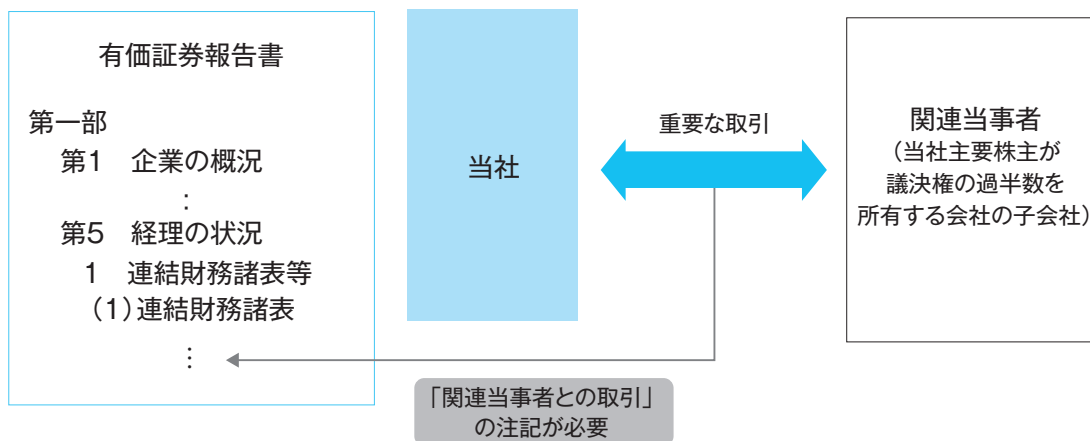 有価証券報告書
第一部
第1　企業の概況
⋮
第5　経理の状況
1　連結財務諸表等
(1)連結財務諸表
⋮
当社
重要な取引
関連当事者
(当社主要株主が
議決権の過半数を
所有する会社の子会社)
「関連当事者との取引」
の注記が必要